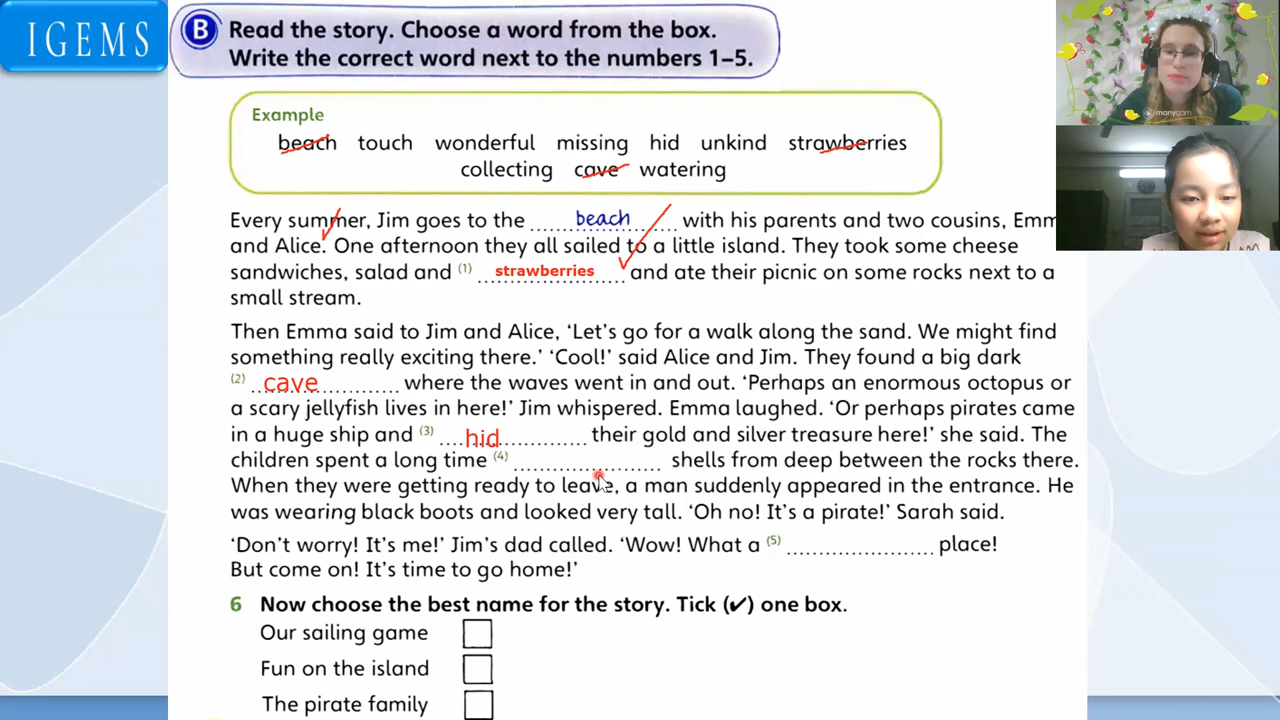 IGEMS
B Read the story. Choose a word from the box.
Write the correct word next to the numbers 1–5.
Example
beach touch wonderful missing hid unkind strawberries
collecting cave watering
Every summer, Jim goes to the beach with his parents and two cousins, Emm
and Alice. One afternoon they all sailed to a little island. They took some cheese
sandwiches, salad and (1) strawberries and ate their picnic on some rocks next to a
small stream.
Then Emma said to Jim and Alice, ‘Let’s go for a walk along the sand. We might find
something really exciting there.’ ‘Cool!’ said Alice and Jim. They found a big dark
(2) cave where the waves went in and out. ‘Perhaps an enormous octopus or
a scary jellyfish lives in here!’ Jim whispered. Emma laughed. ‘Or perhaps pirates came
in a huge ship and (3) hid their gold and silver treasure here!’ she said. The
children spent a long time (4) ........................ shells from deep between the rocks there.
When they were getting ready to leave, a man suddenly appeared in the entrance. He
was wearing black boots and looked very tall. ‘Oh no! It’s a pirate!’ Sarah said.
‘Don’t worry! It’s me!’ Jim’s dad called. ‘Wow! What a (5) ........................ place!
But come on! It’s time to go home!’
6 Now choose the best name for the story. Tick (✔) one box.
Our sailing game
Fun on the island
The pirate family
manycam